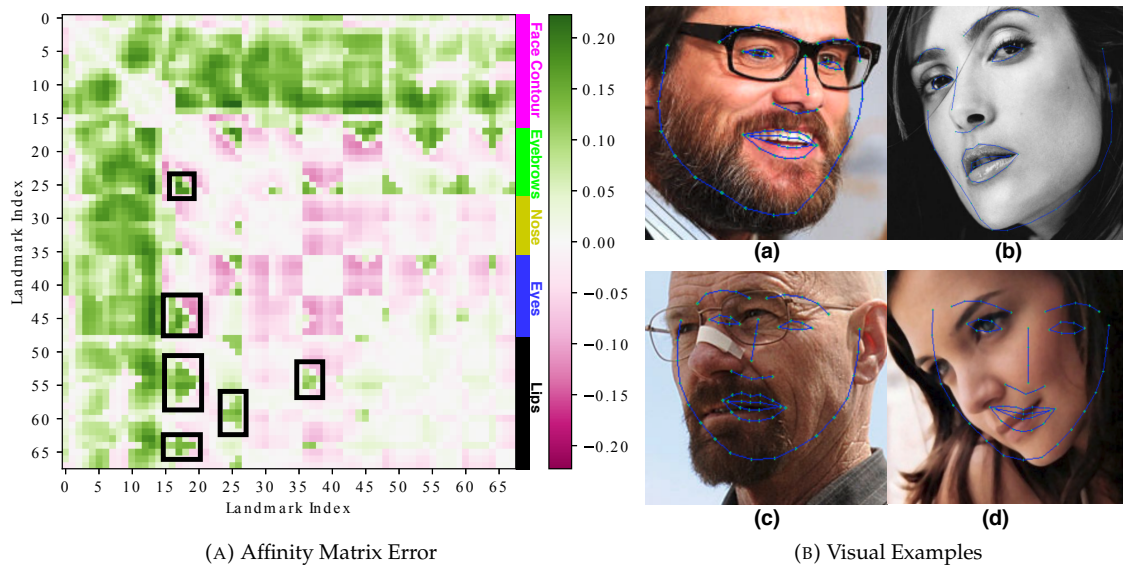 0
5
10
15
20
25
30
35
40
45
50
55
60
65
Landmark Index
0 5 10 15 20 25 30 35 40 45 50 55 60 65
Landmark Index
Face Contour
Eyebrows
Nose
Eyes
Lips
0.20
0.15
0.10
0.05
0.00
−0.05
−0.10
−0.15
−0.20
(a) (b)
(c) (d)
(A) Affinity Matrix Error
(B) Visual Examples